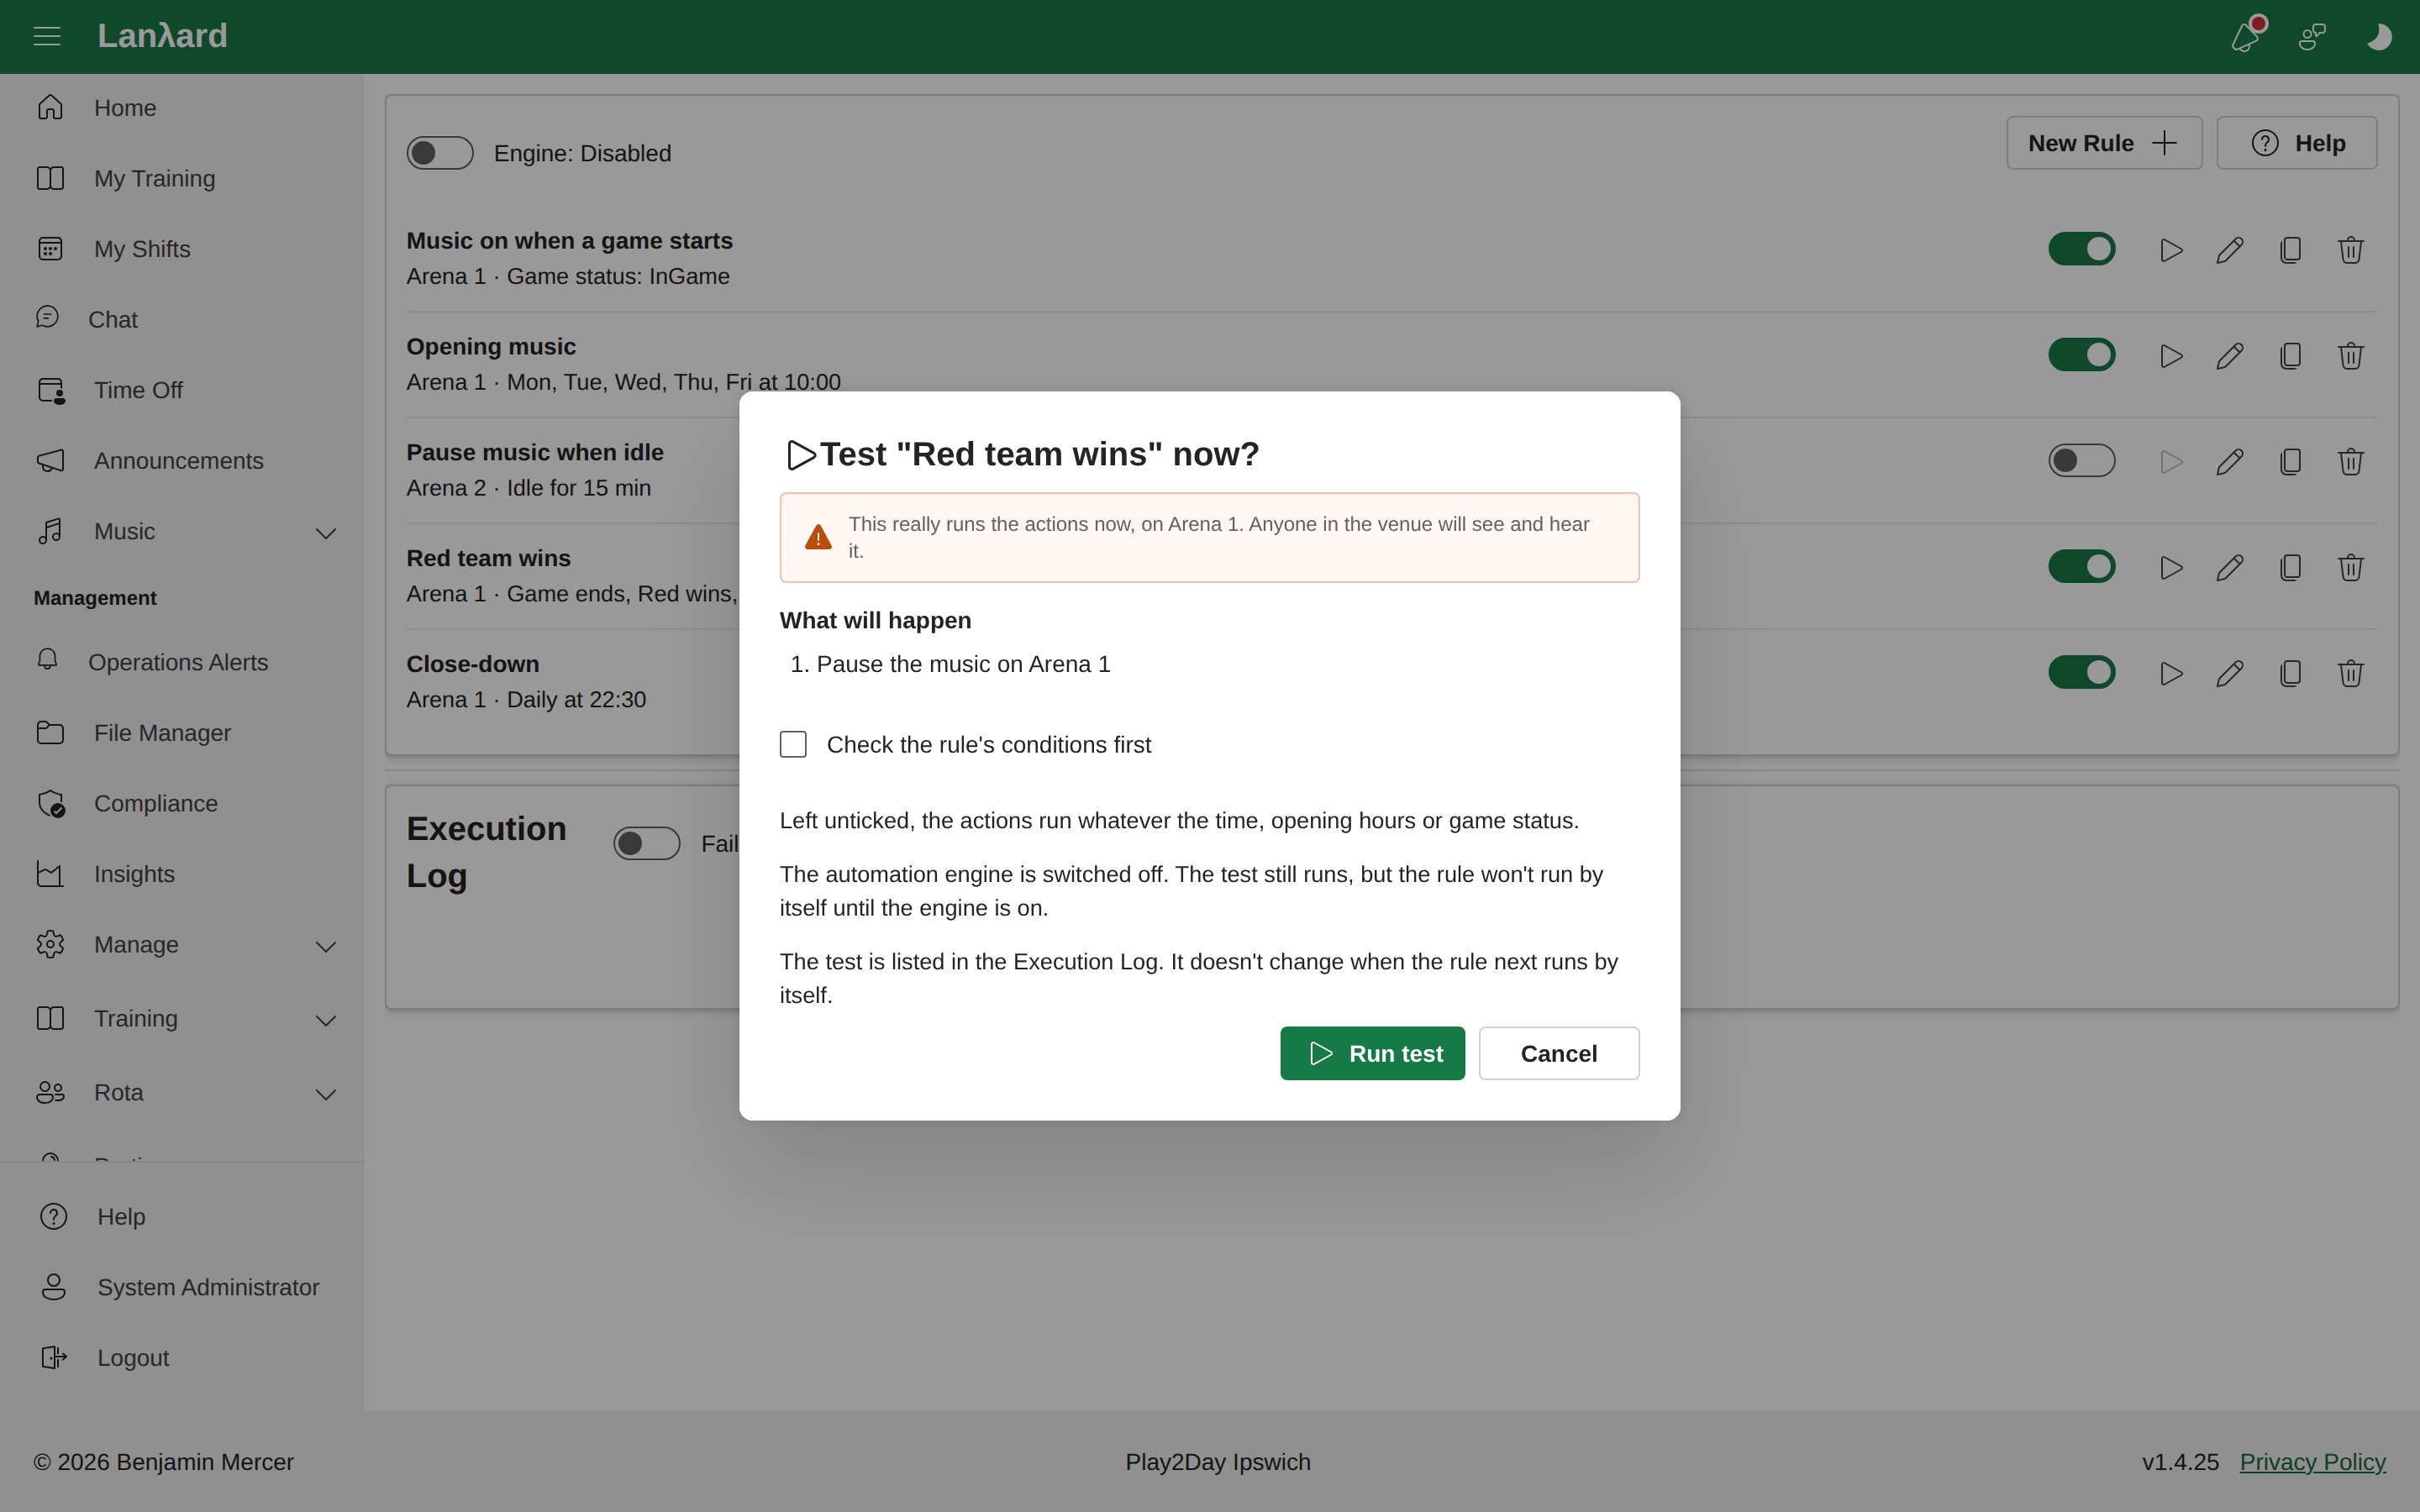 Lanλard
Home
My Training
My Shifts
Chat
Time Off
Announcements
Music
Management
Operations Alerts
File Manager
Compliance
Insights
Manage
Training
Rota
Help
System Administrator
Logout
Engine: Disabled
New Rule
Help
Music on when a game starts
Arena 1 · Game status: InGame
Opening music
Arena 1 · Mon, Tue, Wed, Thu, Fri at 10:00
Pause music when idle
Arena 2 · Idle for 15 min
Red team wins
Arena 1 · Game ends, Red wins,
Close-down
Arena 1 · Daily at 22:30
Execution
Log
Fail
Test "Red team wins" now?
This really runs the actions now, on Arena 1. Anyone in the venue will see and hear
it.
What will happen
1. Pause the music on Arena 1
Check the rule's conditions first
Left unticked, the actions run whatever the time, opening hours or game status.
The automation engine is switched off. The test still runs, but the rule won't run by
itself until the engine is on.
The test is listed in the Execution Log. It doesn't change when the rule next runs by
itself.
Run test
Cancel
© 2026 Benjamin Mercer
Play2Day Ipswich
v1.4.25
Privacy Policy